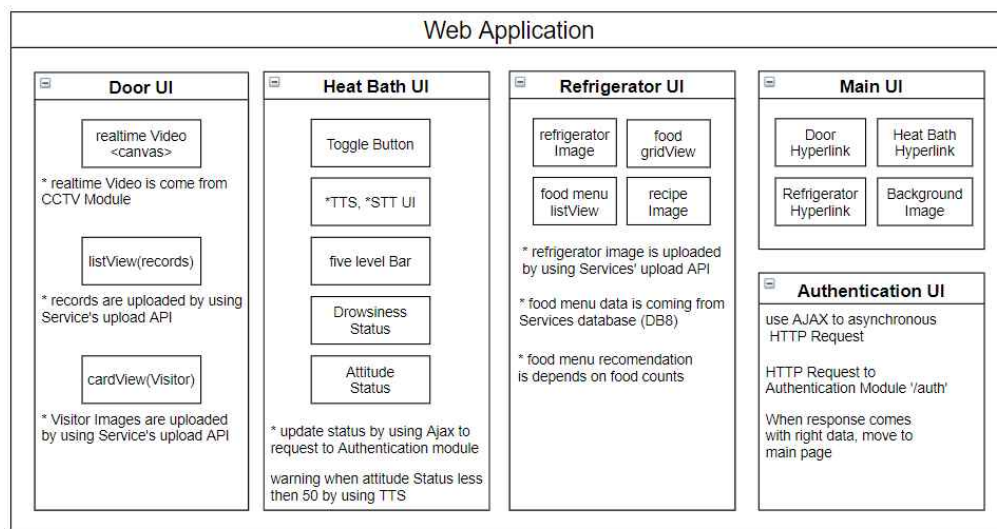 Web Application
Door UI
realtime Video
<canvas>
* realtime Video is come from
CCTV Module
listView(records)
* records are uploaded by using
Service's upload API
cardView(Visitor)
* Visitor Images are uploaded
by using Service's upload API
Heat Bath UI
Toggle Button
*TTS, *STT UI
five level Bar
Drowsiness
Status
Attitude
Status
* update status by using Ajax to
request to Authentication module
warning when attitude Status less
then 50 by using TTS
Refrigerator UI
refrigerator
Image
food
gridView
food menu
listView
recipe
Image
* refrigerator image is uploaded
by using Services' upload API
* food menu data is coming from
Services database (DB8)
* food menu recomendation
is depends on food counts
Main UI
Door
Hyperlink
Heat Bath
Hyperlink
Refrigerator
Hyperlink
Background
Image
Authentication UI
use AJAX to asynchronous
HTTP Request
HTTP Request to
Authentication Module '/auth'
When response comes
with right data, move to
main page